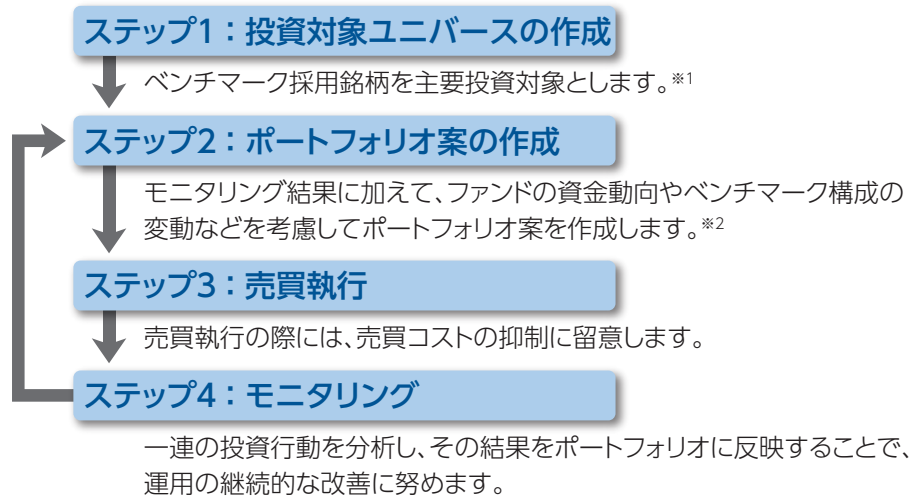 ステップ1：投資対象ユニバースの作成
ベンチマーク採用銘柄を主要投資対象とします。※1
ステップ2：ポートフォリオ案の作成
モニタリング結果に加えて、ファンドの資金動向やベンチマーク構成の
変動などを考慮してポートフォリオ案を作成します。※2
ステップ3：売買執行
売買執行の際には、売買コストの抑制に留意します。
ステップ4：モニタリング
一連の投資行動を分析し、その結果をポートフォリオに反映することで、
運用の継続的な改善に努めます。